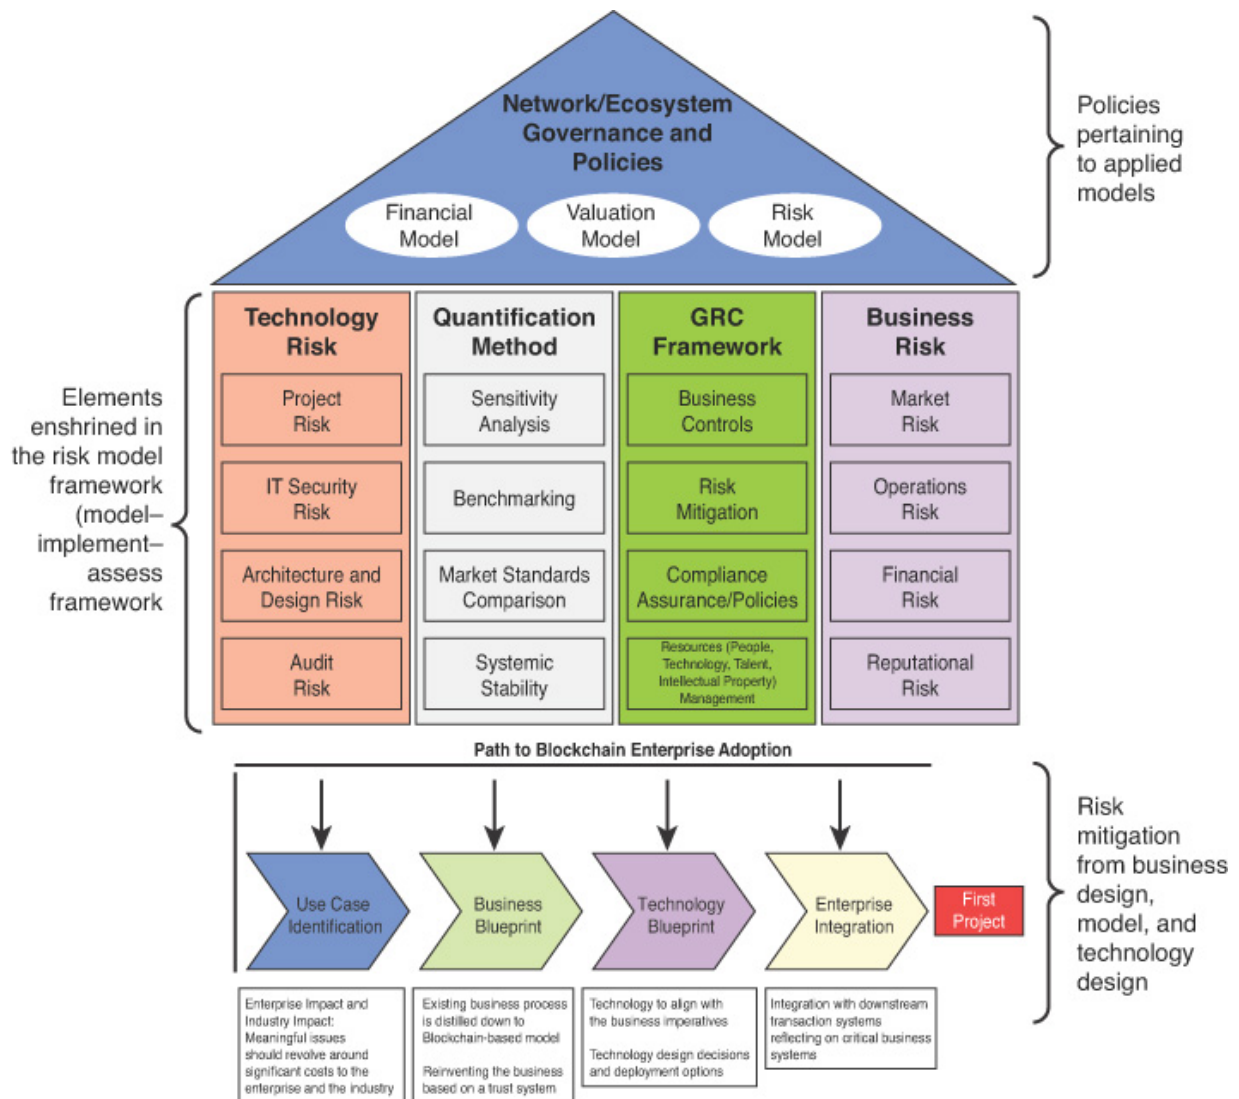 Network/Ecosystem
Governance and
Policies
Financial
Model
Valuation
Model
Risk
Model
Policies
pertaining
to applied
models
Elements
enshrined in
the risk model
framework
(model–
implement–
assess
framework
Technology
Risk
Project
Risk
IT Security
Risk
Architecture and
Design Risk
Audit
Risk
Quantification
Method
Sensitivity
Analysis
Benchmarking
Market Standards
Comparison
Systemic
Stability
GRC
Framework
Business
Controls
Risk
Mitigation
Compliance
Assurance/Policies
Resources (People,
Technology, Talent,
Intellectual Property)
Management
Business
Risk
Market
Risk
Operations
Risk
Financial
Risk
Reputational
Risk
Path to Blockchain Enterprise Adoption
Use Case
Identification
Business
Blueprint
Technology
Blueprint
Enterprise
Integration
First
Project
Risk
mitigation
from business
design,
model, and
technology
design
Enterprise Impact and
Industry Impact:
Meaningful issues
should revolve around
significant costs to the
enterprise and the industry
Existing business process
is distilled down to
Blockchain-based model
Reinventing the business
based on a trust system
Technology to align with
the business imperatives
Technology design decisions
and deployment options
Integration with downstream
transaction systems
reflecting on critical business
systems